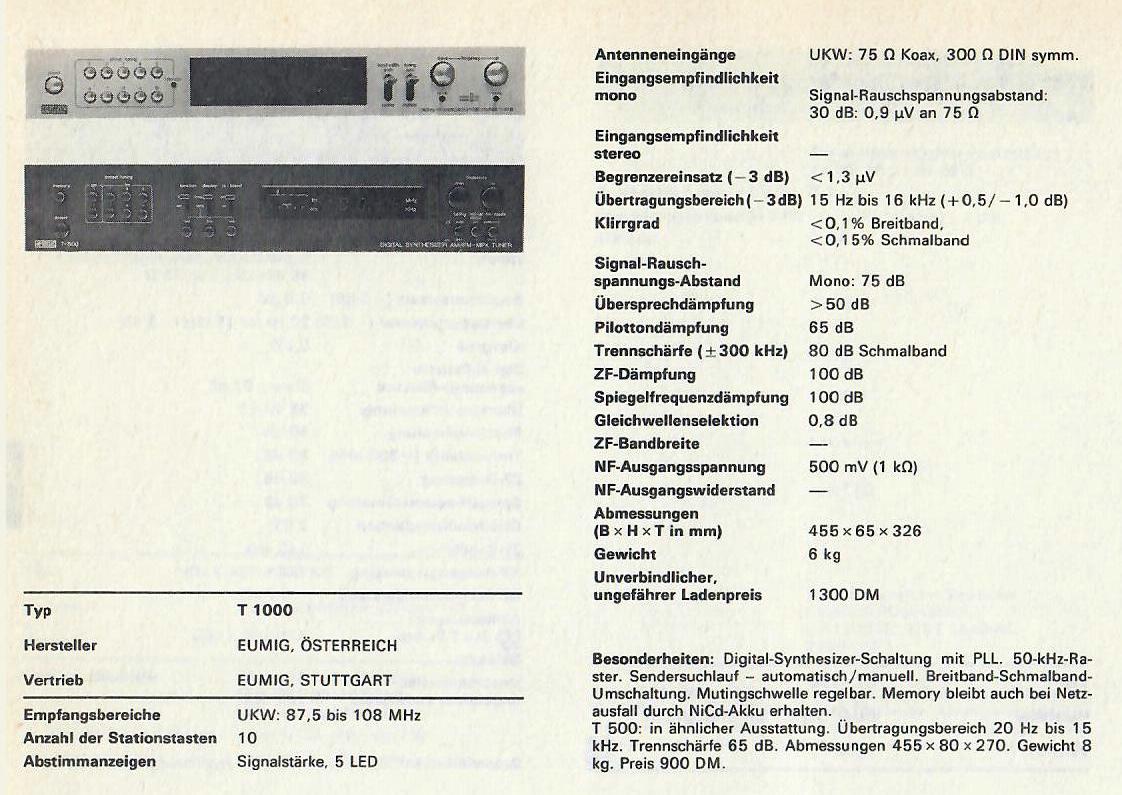 T-500
DIGITAL SYNTHESIZER AM/FM - MPX TUNER
Typ T 1000
Hersteller EUMIG, ÖSTERREICH
Vertrieb EUMIG, STUTTGART
Empfangsbereiche UKW: 87,5 bis 108 MHz
Anzahl der Stationstasten 10
Abstimmanzeigen Signalstärke, 5 LED
Antenneneingänge UKW: 75 Ω Koax, 300 Ω DIN symm.
Eingangsempfindlichkeit
mono Signal-Rauschspannungsabstand:
30 dB: 0,9 µV an 75 Ω
Eingangsempfindlichkeit
stereo —
Begrenzereinsatz (−3 dB) <1,3 µV
Übertragungsbereich (−3dB) 15 Hz bis 16 kHz (+0,5/−1,0 dB)
Klirrgrad <0,1% Breitband,
<0,15% Schmalband
Signal-Rausch-
spannungs-Abstand Mono: 75 dB
Übersprechdämpfung >50 dB
Pilottondämpfung 65 dB
Trennschärfe (±300 kHz) 80 dB Schmalband
ZF-Dämpfung 100 dB
Spiegelfrequenzdämpfung 100 dB
Gleichwellenselektion 0,8 dB
ZF-Bandbreite —
NF-Ausgangsspannung 500 mV (1 kΩ)
NF-Ausgangswiderstand —
Abmessungen
(B × H × T in mm) 455 × 65 × 326
Gewicht 6 kg
Unverbindlicher,
ungefährer Ladenpreis 1300 DM
Besonderheiten: Digital-Synthesizer-Schaltung mit PLL. 50-kHz-Ra-
ster. Sendersuchlauf – automatisch/manuell. Breitband-Schmalband-
Umschaltung. Mutingschwelle regelbar. Memory bleibt auch bei Netz-
ausfall durch NiCd-Akku erhalten.
T 500: in ähnlicher Ausstattung. Übertragungsbereich 20 Hz bis 15
kHz. Trennschärfe 65 dB. Abmessungen 455 × 80 × 270. Gewicht 8
kg. Preis 900 DM.